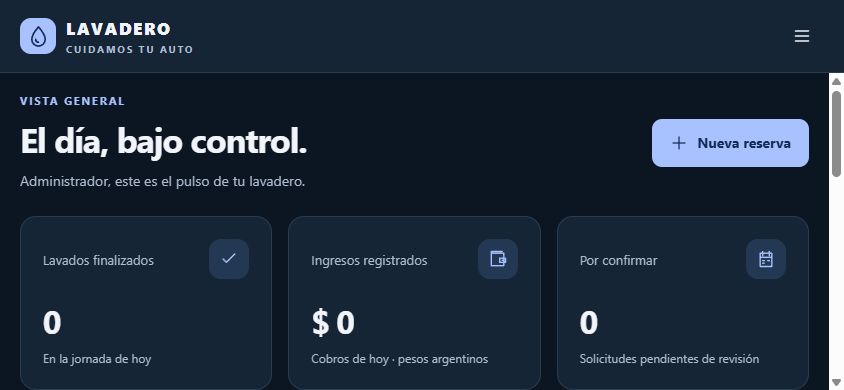 LAVADERO
CUIDAMOS TU AUTO
VISTA GENERAL
El día, bajo control.
Nueva reserva
Administrador, este es el pulso de tu lavadero.
Lavados finalizados
0
En la jornada de hoy
Ingresos registrados
$ 0
Cobros de hoy · pesos argentinos
Por confirmar
0
Solicitudes pendientes de revisión